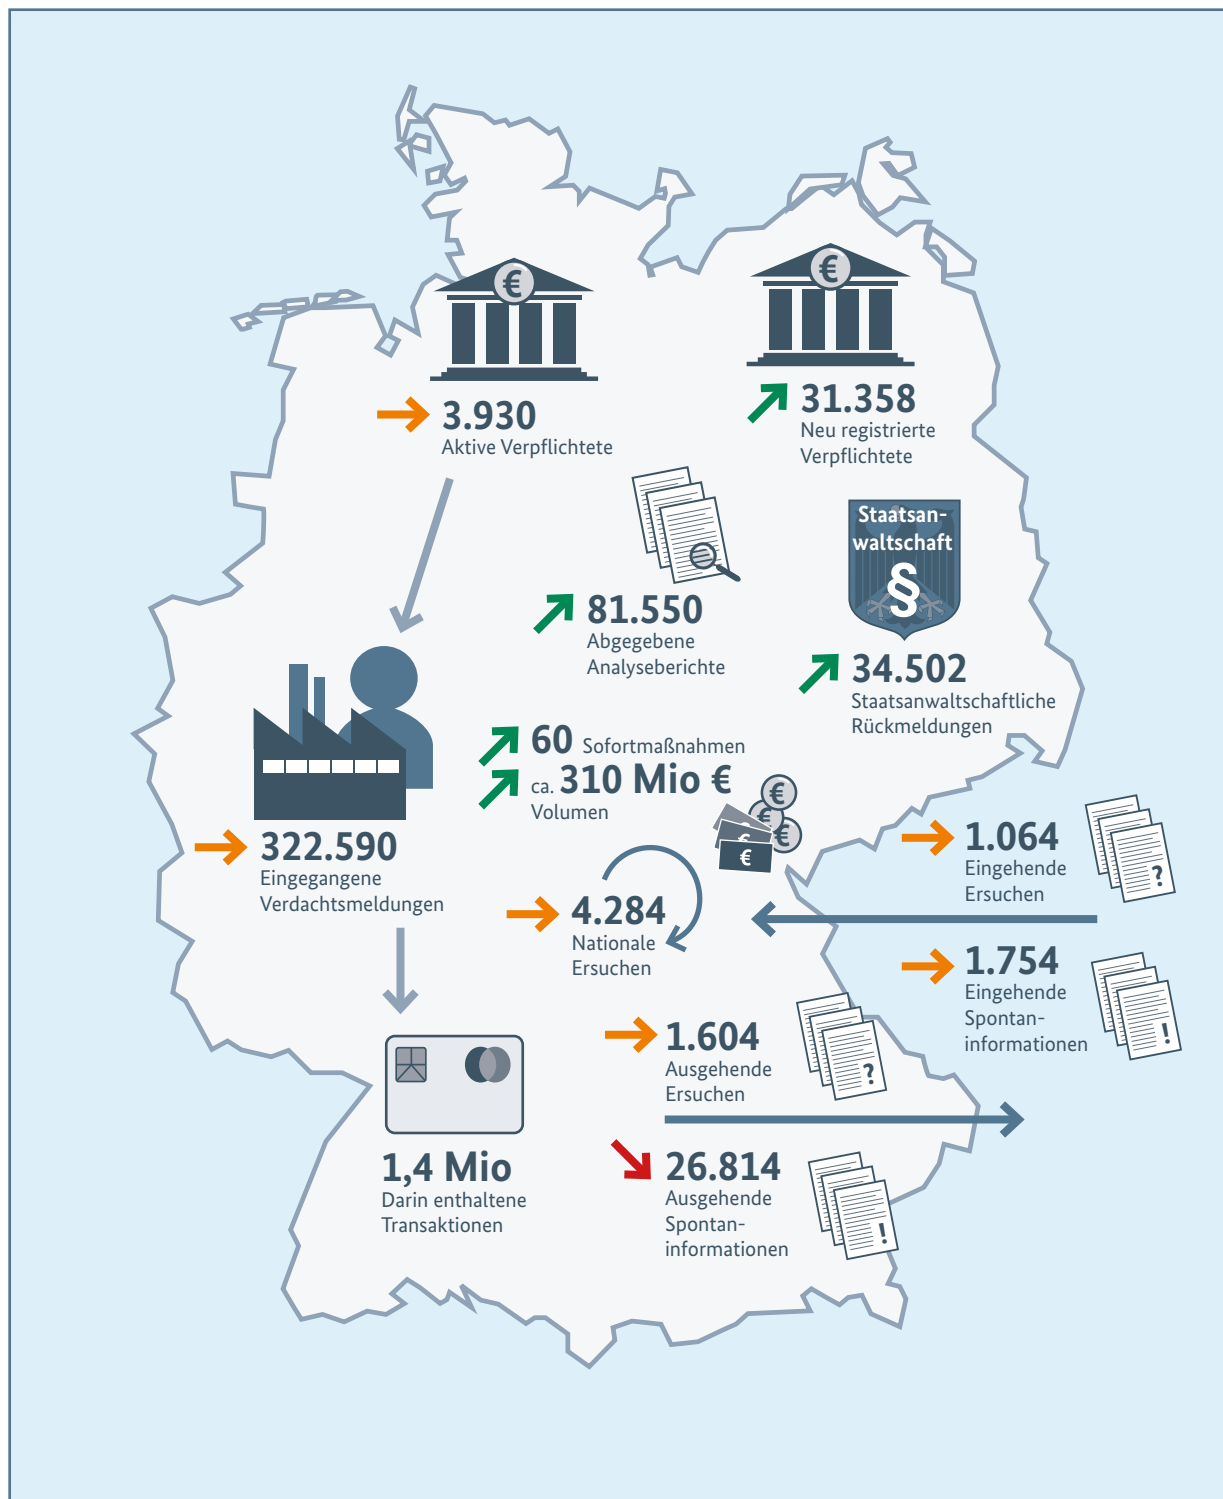 €
€
3.930
Aktive Verpflichtete
31.358
Neu registrierte
Verpflichtete
Staatsan-
waltschaft
§
81.550
Abgegebene
Analyseberichte
34.502
Staatsanwaltschaftliche
Rückmeldungen
60 Sofortmaßnahmen
ca. 310 Mio €
Volumen
€
€
€
€
€
€
322.590
Eingegangene
Verdachtsmeldungen
4.284
Nationale
Ersuchen
1.064
Eingehende
Ersuchen
?
1.754
Eingehende
Spontan-
informationen
!
1.604
Ausgehende
Ersuchen
?
1,4 Mio
Darin enthaltene
Transaktionen
26.814
Ausgehende
Spontan-
informationen
!